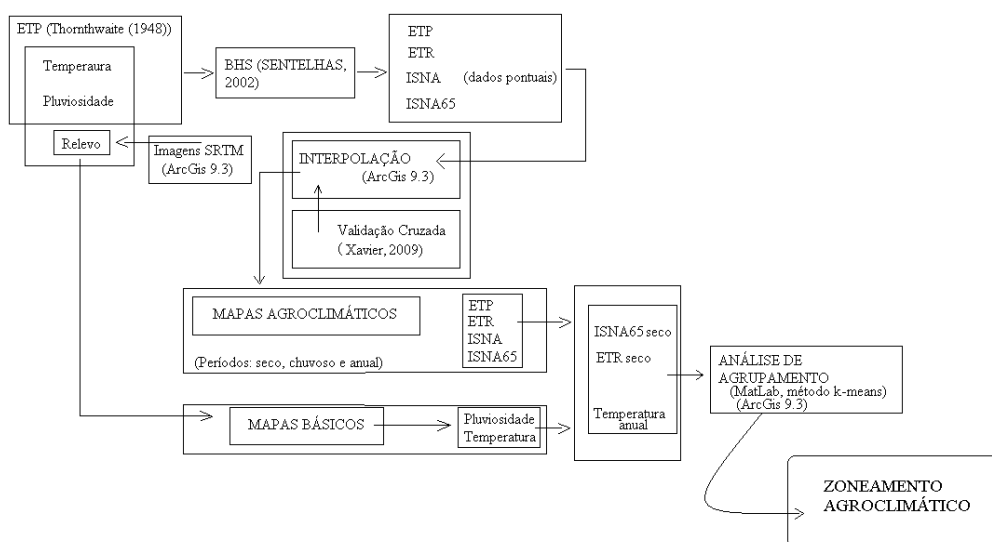 ETP (Thornthwaite (1948))
Temperaura
Pluviosidade
Relevo
Imagens SRTM
(ArcGis 9.3)
BHS (SENTELHAS,
2002)
ETP
ETR
ISNA (dados pontuais)
ISNA65
INTERPOLAÇÃO
(ArcGis 9.3)
Validação Cruzada
( Xavier, 2009)
MAPAS AGROCLIMÁTICOS
(Períodos: seco, chuvoso e anual)
ETP
ETR
ISNA
ISNA65
MAPAS BÁSICOS
Pluviosidade
Temperatura
ISNA65 seco
ETR seco
Temperatura
anual
ANÁLISE DE
AGRUPAMENTO
(MatLab, método k-means)
(ArcGis 9.3)
ZONEAMENTO
AGROCLIMÁTICO